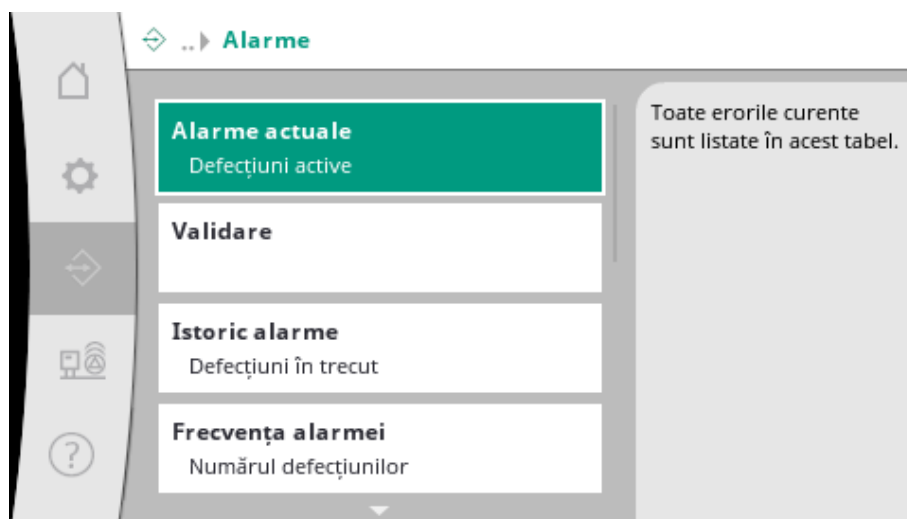 ..▸ Alarme
Alarme actuale
Defecțiuni active
Validare
Istoric alarme
Defecțiuni în trecut
Frecvența alarmei
Numărul defecțiunilor
Toate erorile curente
sunt listate în acest tabel.
?